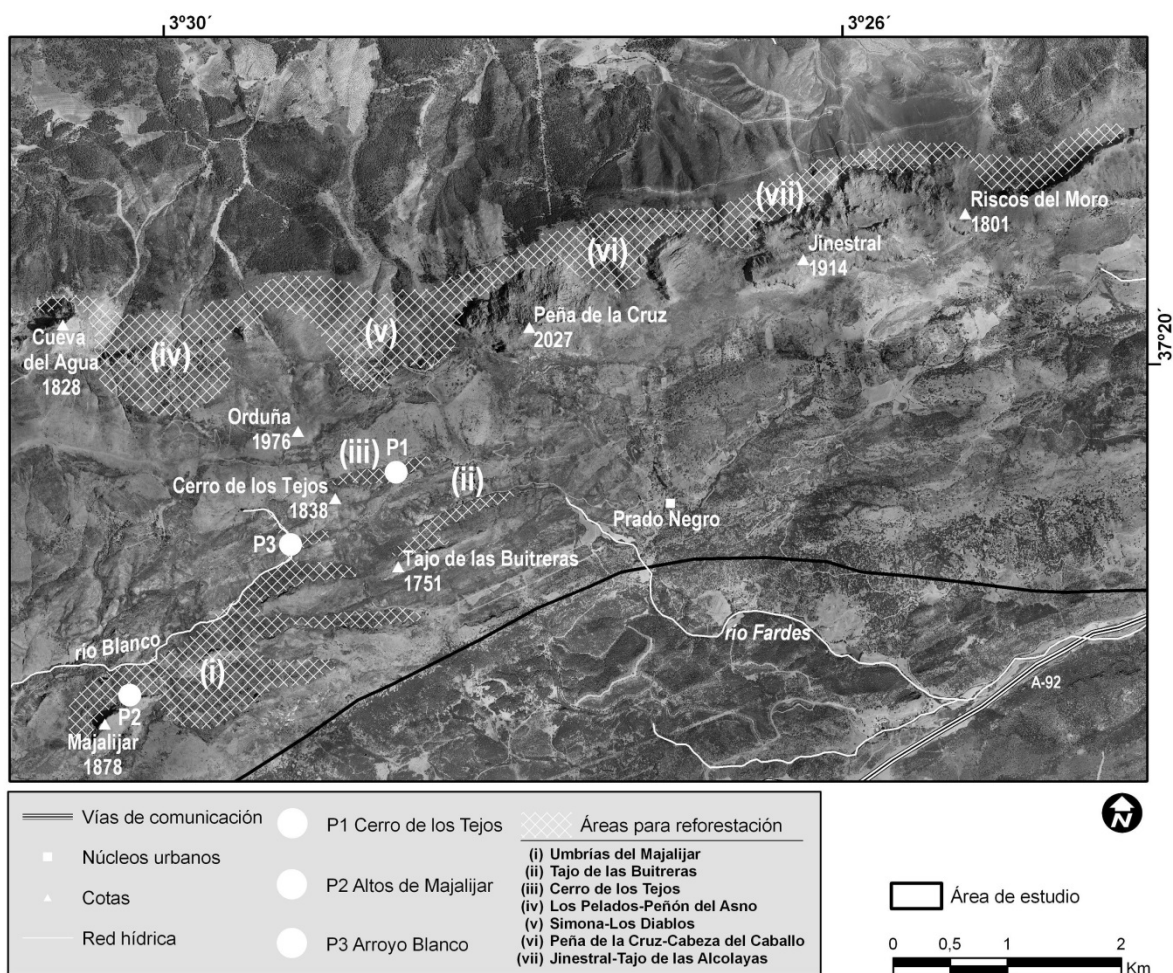 3º30´
3º26
37º20´
Riscos del Moro
1801
(vii)
Jinestral
1914
(vi)
Peña de la Cruz
2027
Cueva
del Agua
1828
(iv)
(v)
Orduña
1976
(iii)
P1
(ii)
Cerro de los Tejos
1838
Prado Negro
P3
Tajo de las Buitreras
1751
río Blanco
río Fardes
(i)
A-92
P2
Majalijar
1878
Vías de comunicación
Núcleos urbanos
Cotas
Red hídrica
P1 Cerro de los Tejos
P2 Altos de Majalijar
P3 Arroyo Blanco
Áreas para reforestación
(i) Umbrías del Majalijar
(ii) Tajo de las Buitreras
(iii) Cerro de los Tejos
(iv) Los Pelados-Peñón del Asno
(v) Simona-Los Diablos
(vi) Peña de la Cruz-Cabeza del Caballo
(vii) Jinestral-Tajo de las Alcolayas
N
Área de estudio
0 0,5 1 2
Km